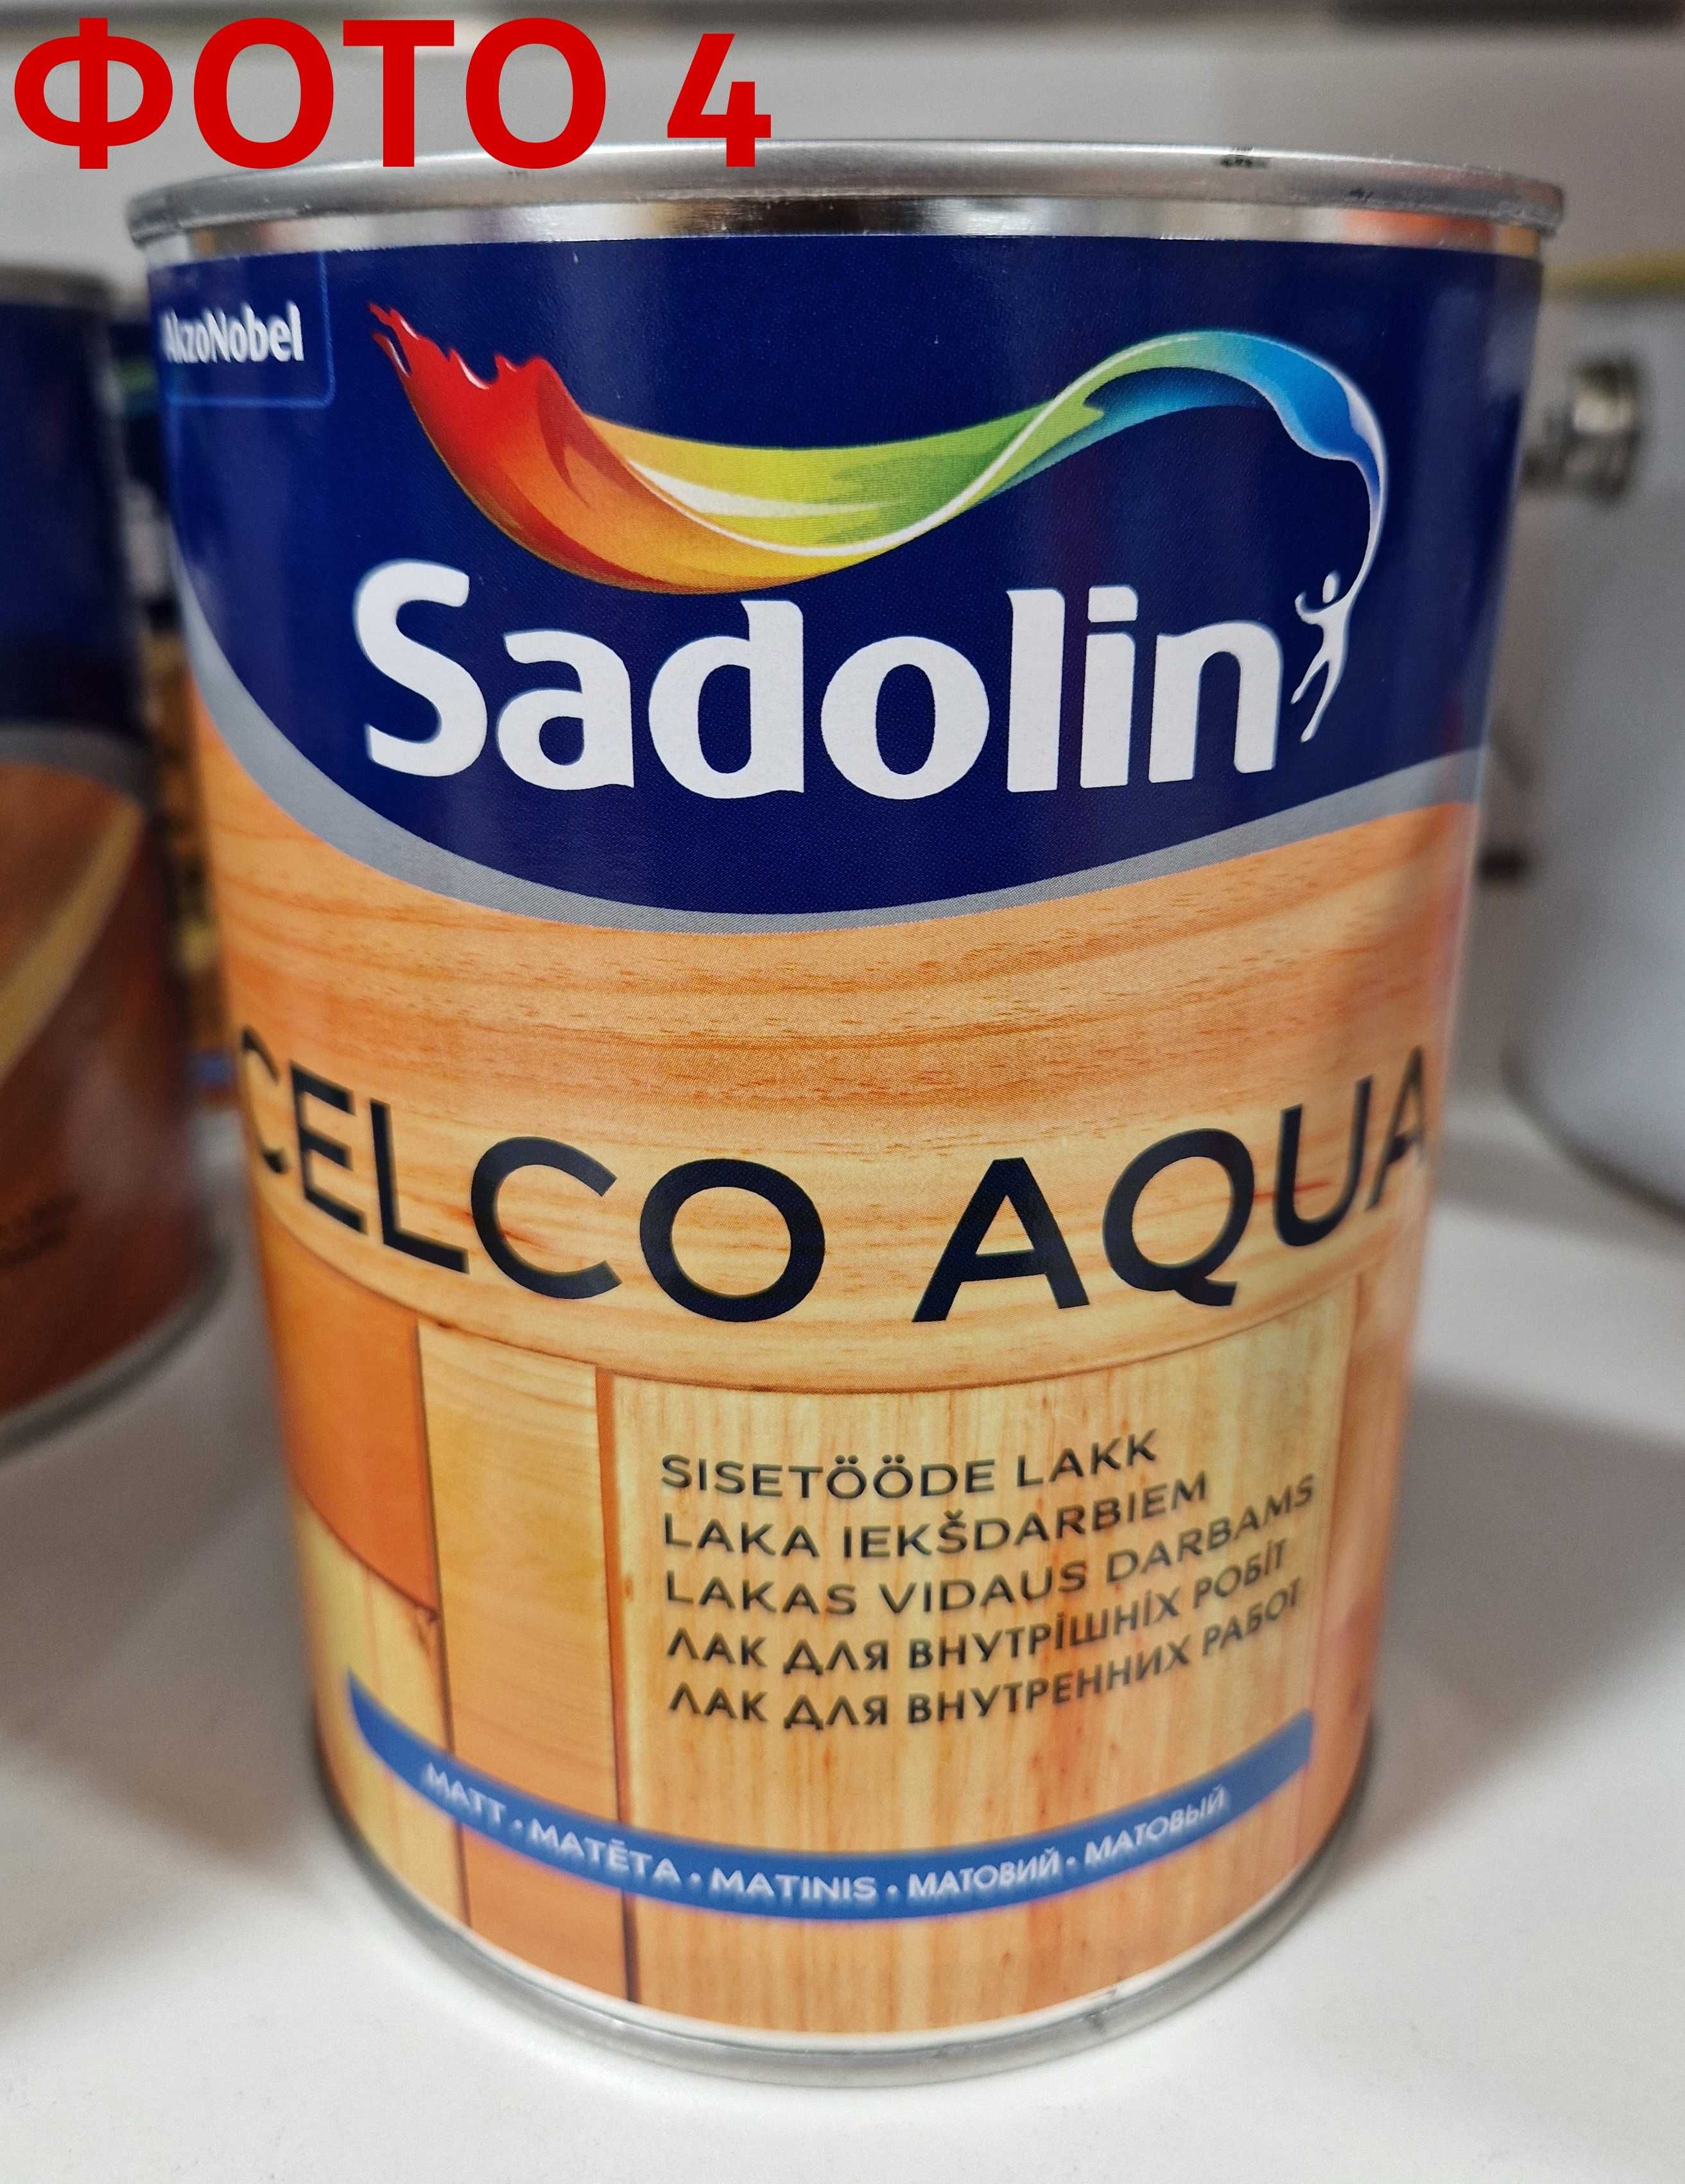 ФОТО 4
AkzoNobel
Sadolin
CELCO AQUA
SISETÖÖDE LAKK
LAKA IEKŠDARBIEM
LAKAS VIDAUS DARBAMS
ЛАК ДЛЯ ВНУТРІШНІХ РОБІТ
ЛАК ДЛЯ ВНУТРЕННИХ РАБОТ
MATT • MATĒTA • MATINIS • МАТОВИЙ • МАТОВЫЙ